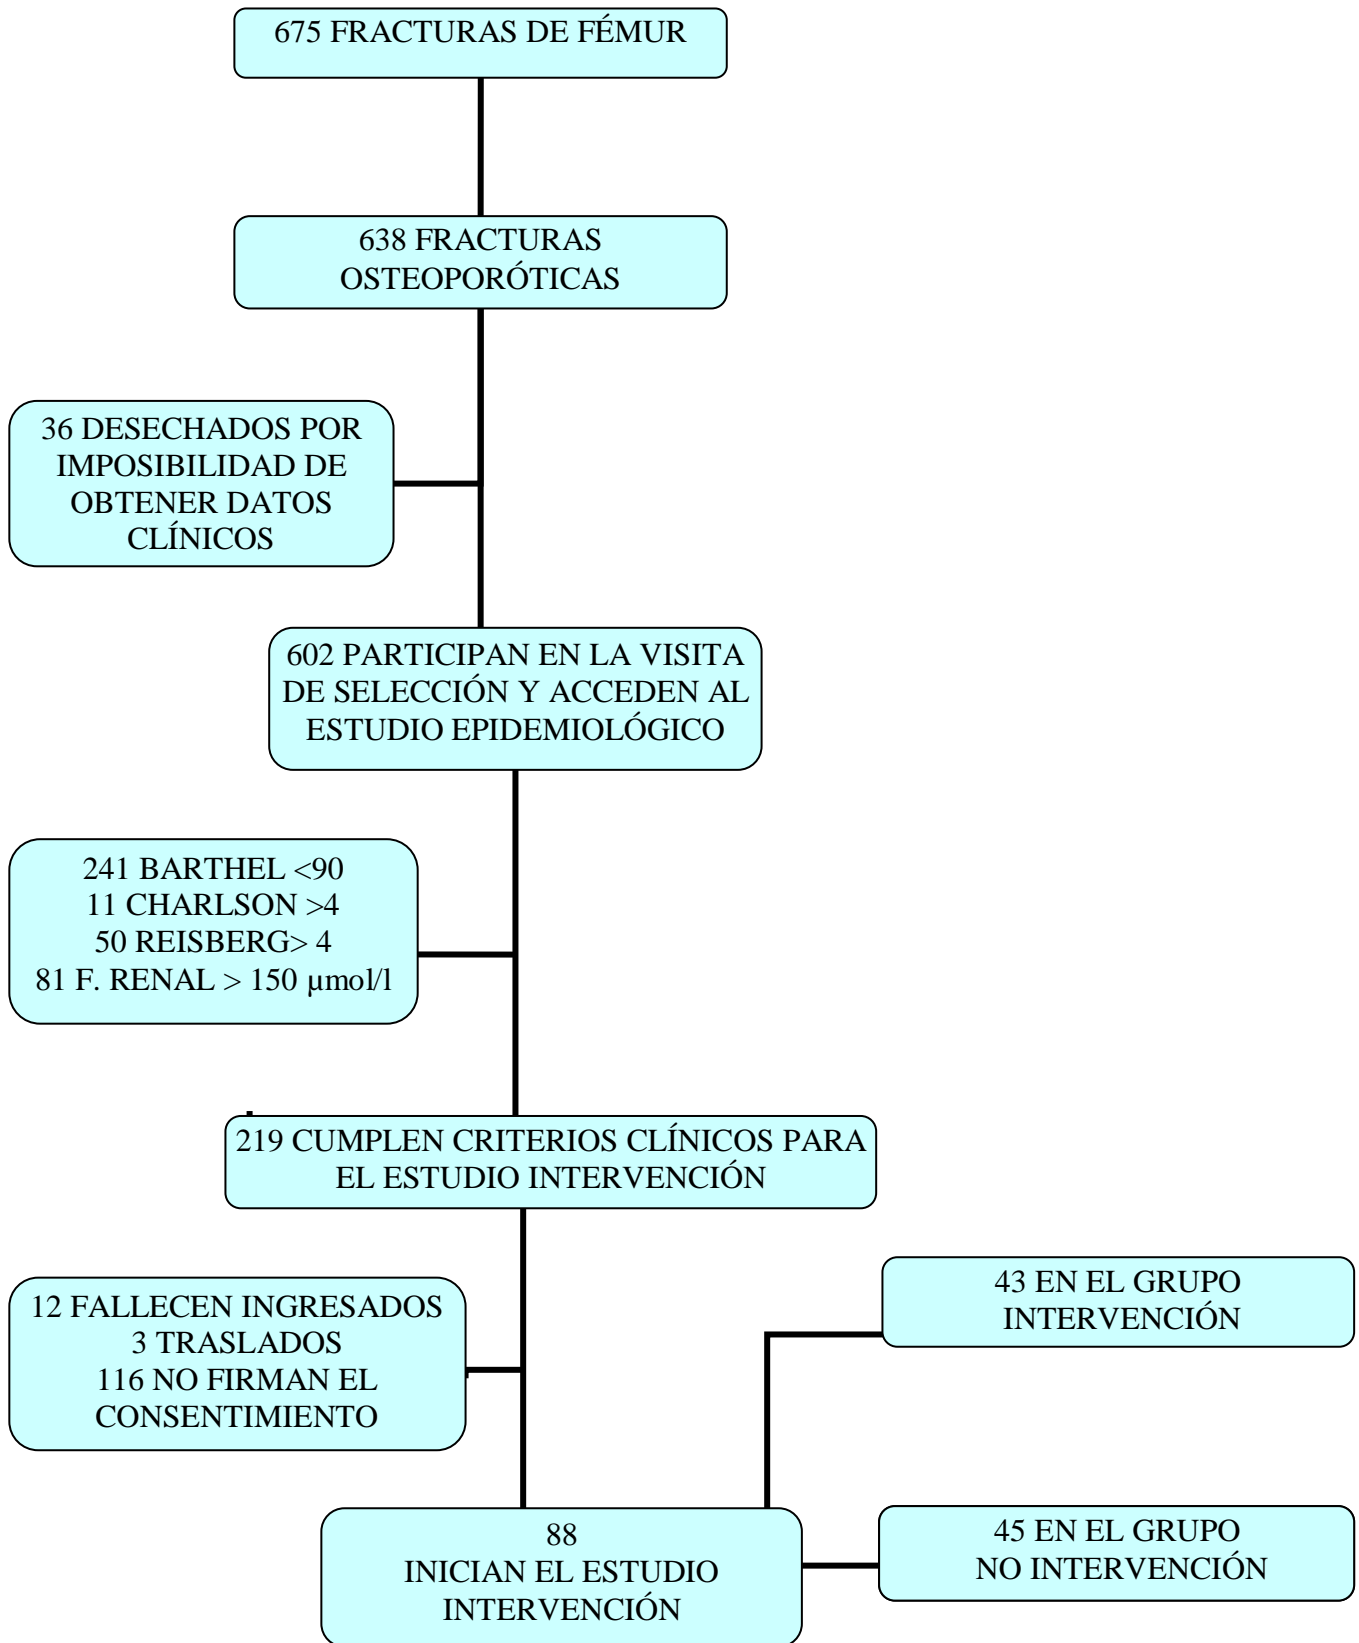 675 FRACTURAS DE FÉMUR
638 FRACTURAS
OSTEOPORÓTICAS
36 DESECHADOS POR
IMPOSIBILIDAD DE
OBTENER DATOS
CLÍNICOS
602 PARTICIPAN EN LA VISITA
DE SELECCIÓN Y ACCEDEN AL
ESTUDIO EPIDEMIOLÓGICO
241 BARTHEL <90
11 CHARLSON >4
50 REISBERG> 4
81 F. RENAL > 150 µmol/l
219 CUMPLEN CRITERIOS CLÍNICOS PARA
EL ESTUDIO INTERVENCIÓN
12 FALLECEN INGRESADOS
3 TRASLADOS
116 NO FIRMAN EL
CONSENTIMIENTO
43 EN EL GRUPO
INTERVENCIÓN
88
INICIAN EL ESTUDIO
INTERVENCIÓN
45 EN EL GRUPO
NO INTERVENCIÓN